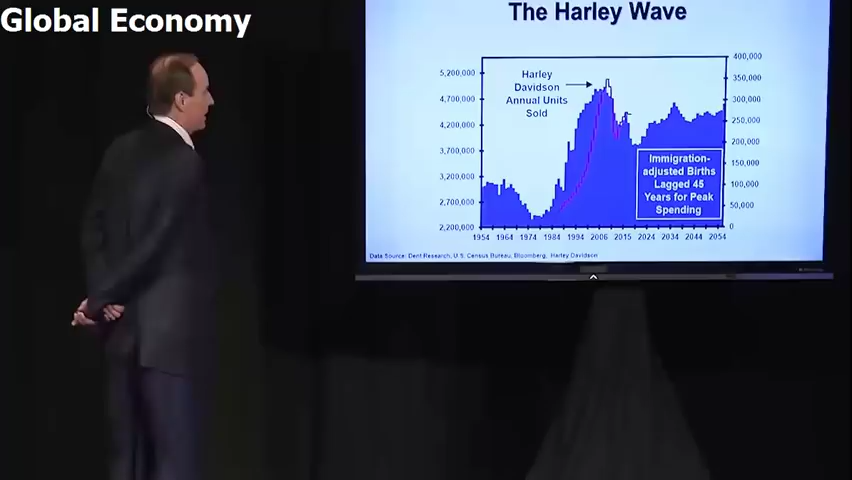 Global Economy
The Harley Wave
5,200,000
4,700,000
4,200,000
3,700,000
3,200,000
2,700,000
2,200,000
Harley
Davidson
Annual Units
Sold
400,000
350,000
300,000
250,000
200,000
150,000
100,000
50,000
0
Immigration-
adjusted Births
Lagged 45
Years for Peak
Spending
1954 1964 1974 1984 1994 2006 2015 2024 2034 2044 2054
Data Source: Dent Research, U.S. Census Bureau, Bloomberg, Harley Davidson